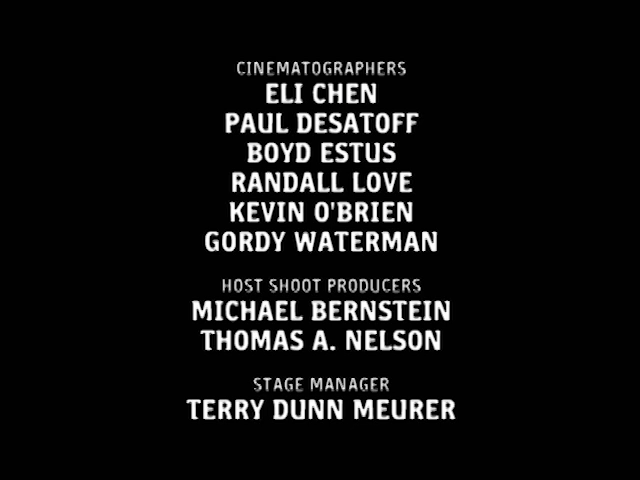 CINEMATOGRAPHERS
ELI CHEN
PAUL DESATOFF
BOYD ESTUS
RANDALL LOVE
KEVIN O'BRIEN
GORDY WATERMAN
HOST SHOOT PRODUCERS
MICHAEL BERNSTEIN
THOMAS A. NELSON
STAGE MANAGER
TERRY DUNN MEURER